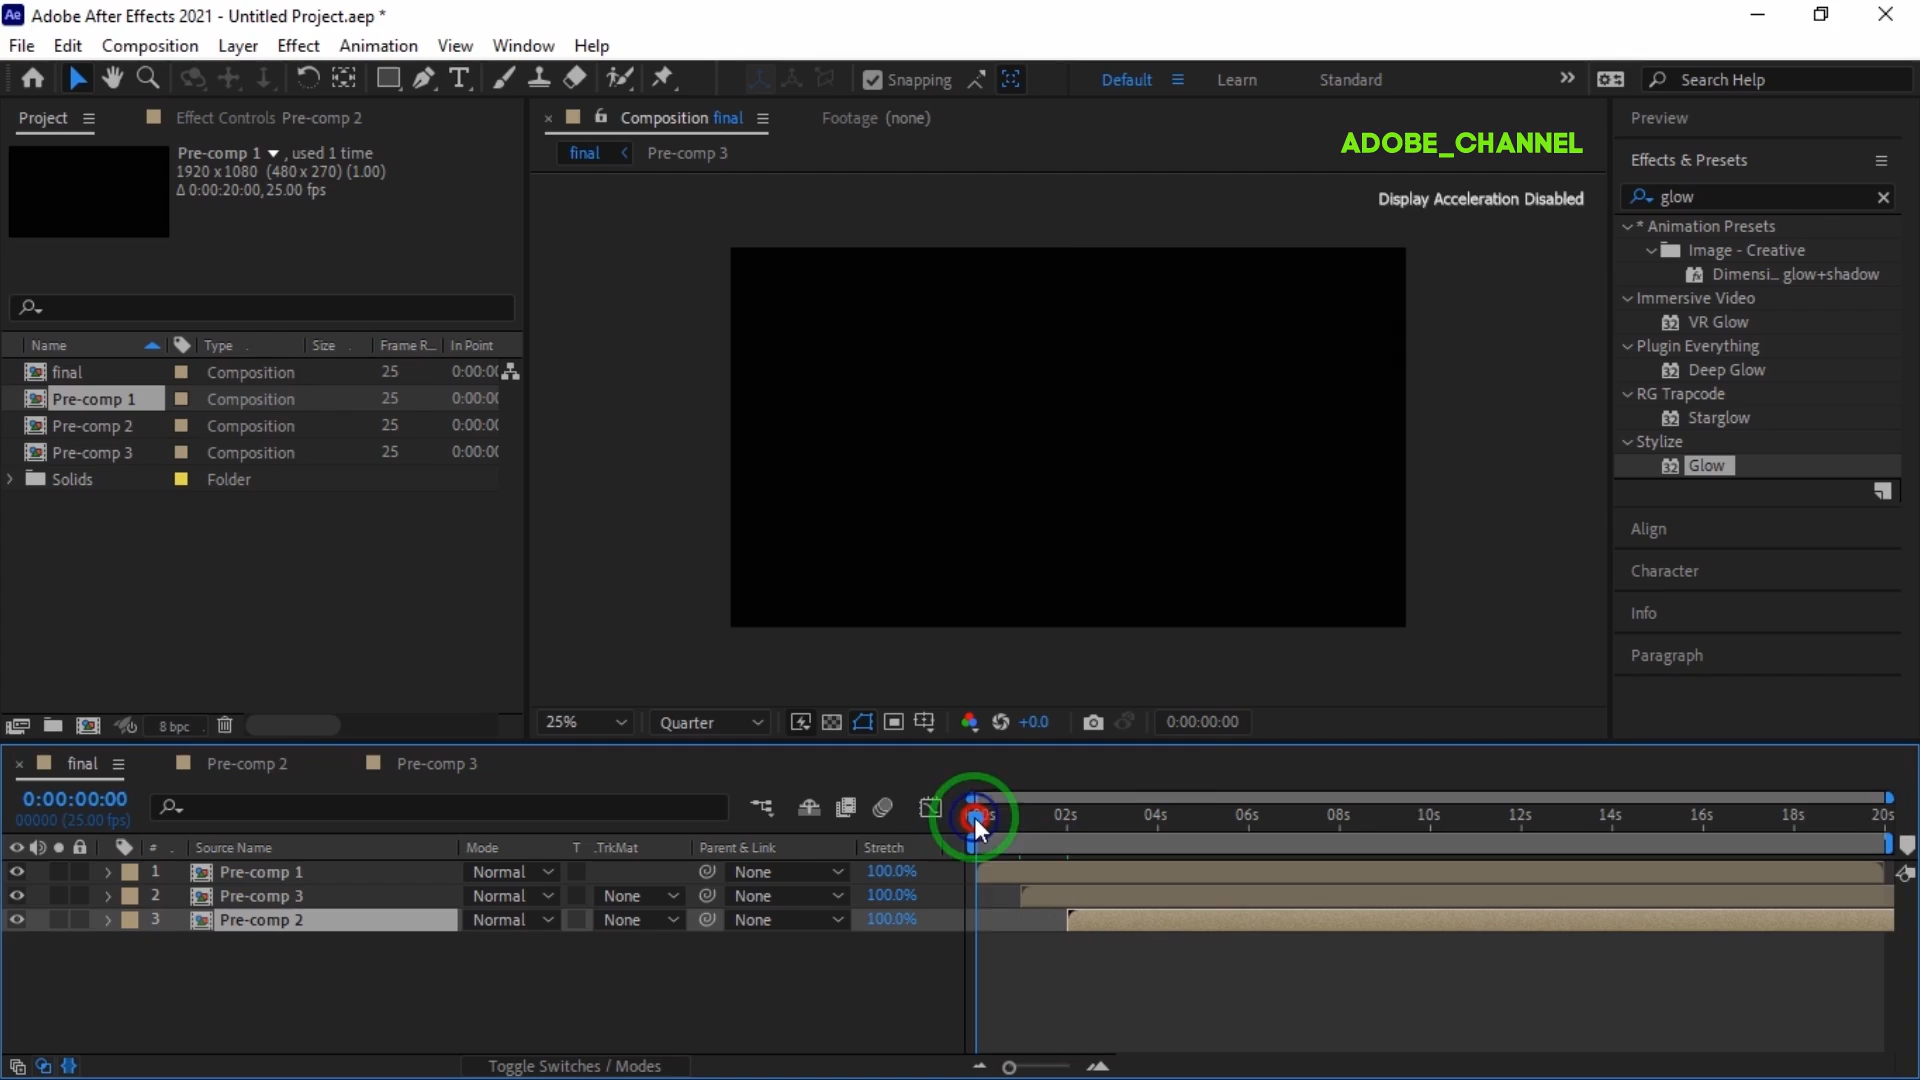 Ae Adobe After Effects 2021 - Untitled Project.aep *
File Edit Composition Layer Effect Animation View Window Help
Snapping Default Learn Standard Search Help
Project Effect Controls Pre-comp 2
Composition final Footage (none)
Preview
Pre-comp 1 , used 1 time
1920 x 1080 (480 x 270) (1.00)
Δ 0:00:20:00, 25.00 fps
final Pre-comp 3
ADOBE_CHANNEL
Display Acceleration Disabled
Effects & Presets
glow
* Animation Presets
Image - Creative
Dimensi... glow+shadow
Immersive Video
32 VR Glow
Plugin Everything
32 Deep Glow
RG Trapcode
32 Starglow
Stylize
32 Glow
Align
Character
Info
Paragraph
Name Type Size Frame R... In Point
final Composition 25 0:00:00
Pre-comp 1 Composition 25 0:00:00
Pre-comp 2 Composition 25 0:00:00
Pre-comp 3 Composition 25 0:00:00
Solids Folder
8 bpc
25% Quarter +0.0 0:00:00:00
final Pre-comp 2 Pre-comp 3
0:00:00:00
00000 (25.00 fps)
02s 04s 06s 08s 10s 12s 14s 16s 18s 20s
# Source Name Mode T .TrkMat Parent & Link Stretch
1 Pre-comp 1 Normal None 100.0%
2 Pre-comp 3 Normal None None 100.0%
3 Pre-comp 2 Normal None None 100.0%
Toggle Switches / Modes